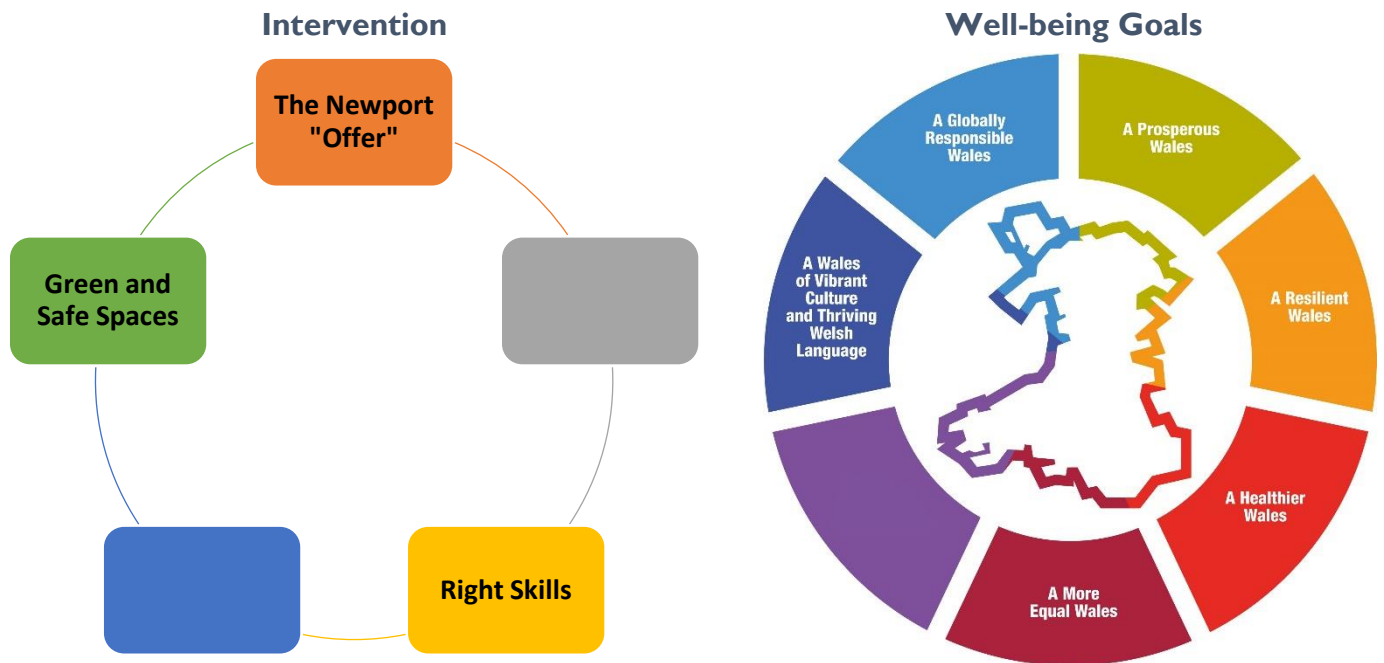 Intervention
The Newport
"Offer"
Green and
Safe Spaces
Right Skills
Well-being Goals
A Globally
Responsible
Wales
A Prosperous
Wales
A Wales
of Vibrant
Culture
and Thriving
Welsh
Language
A Resilient
Wales
A Healthier
Wales
A More
Equal Wales